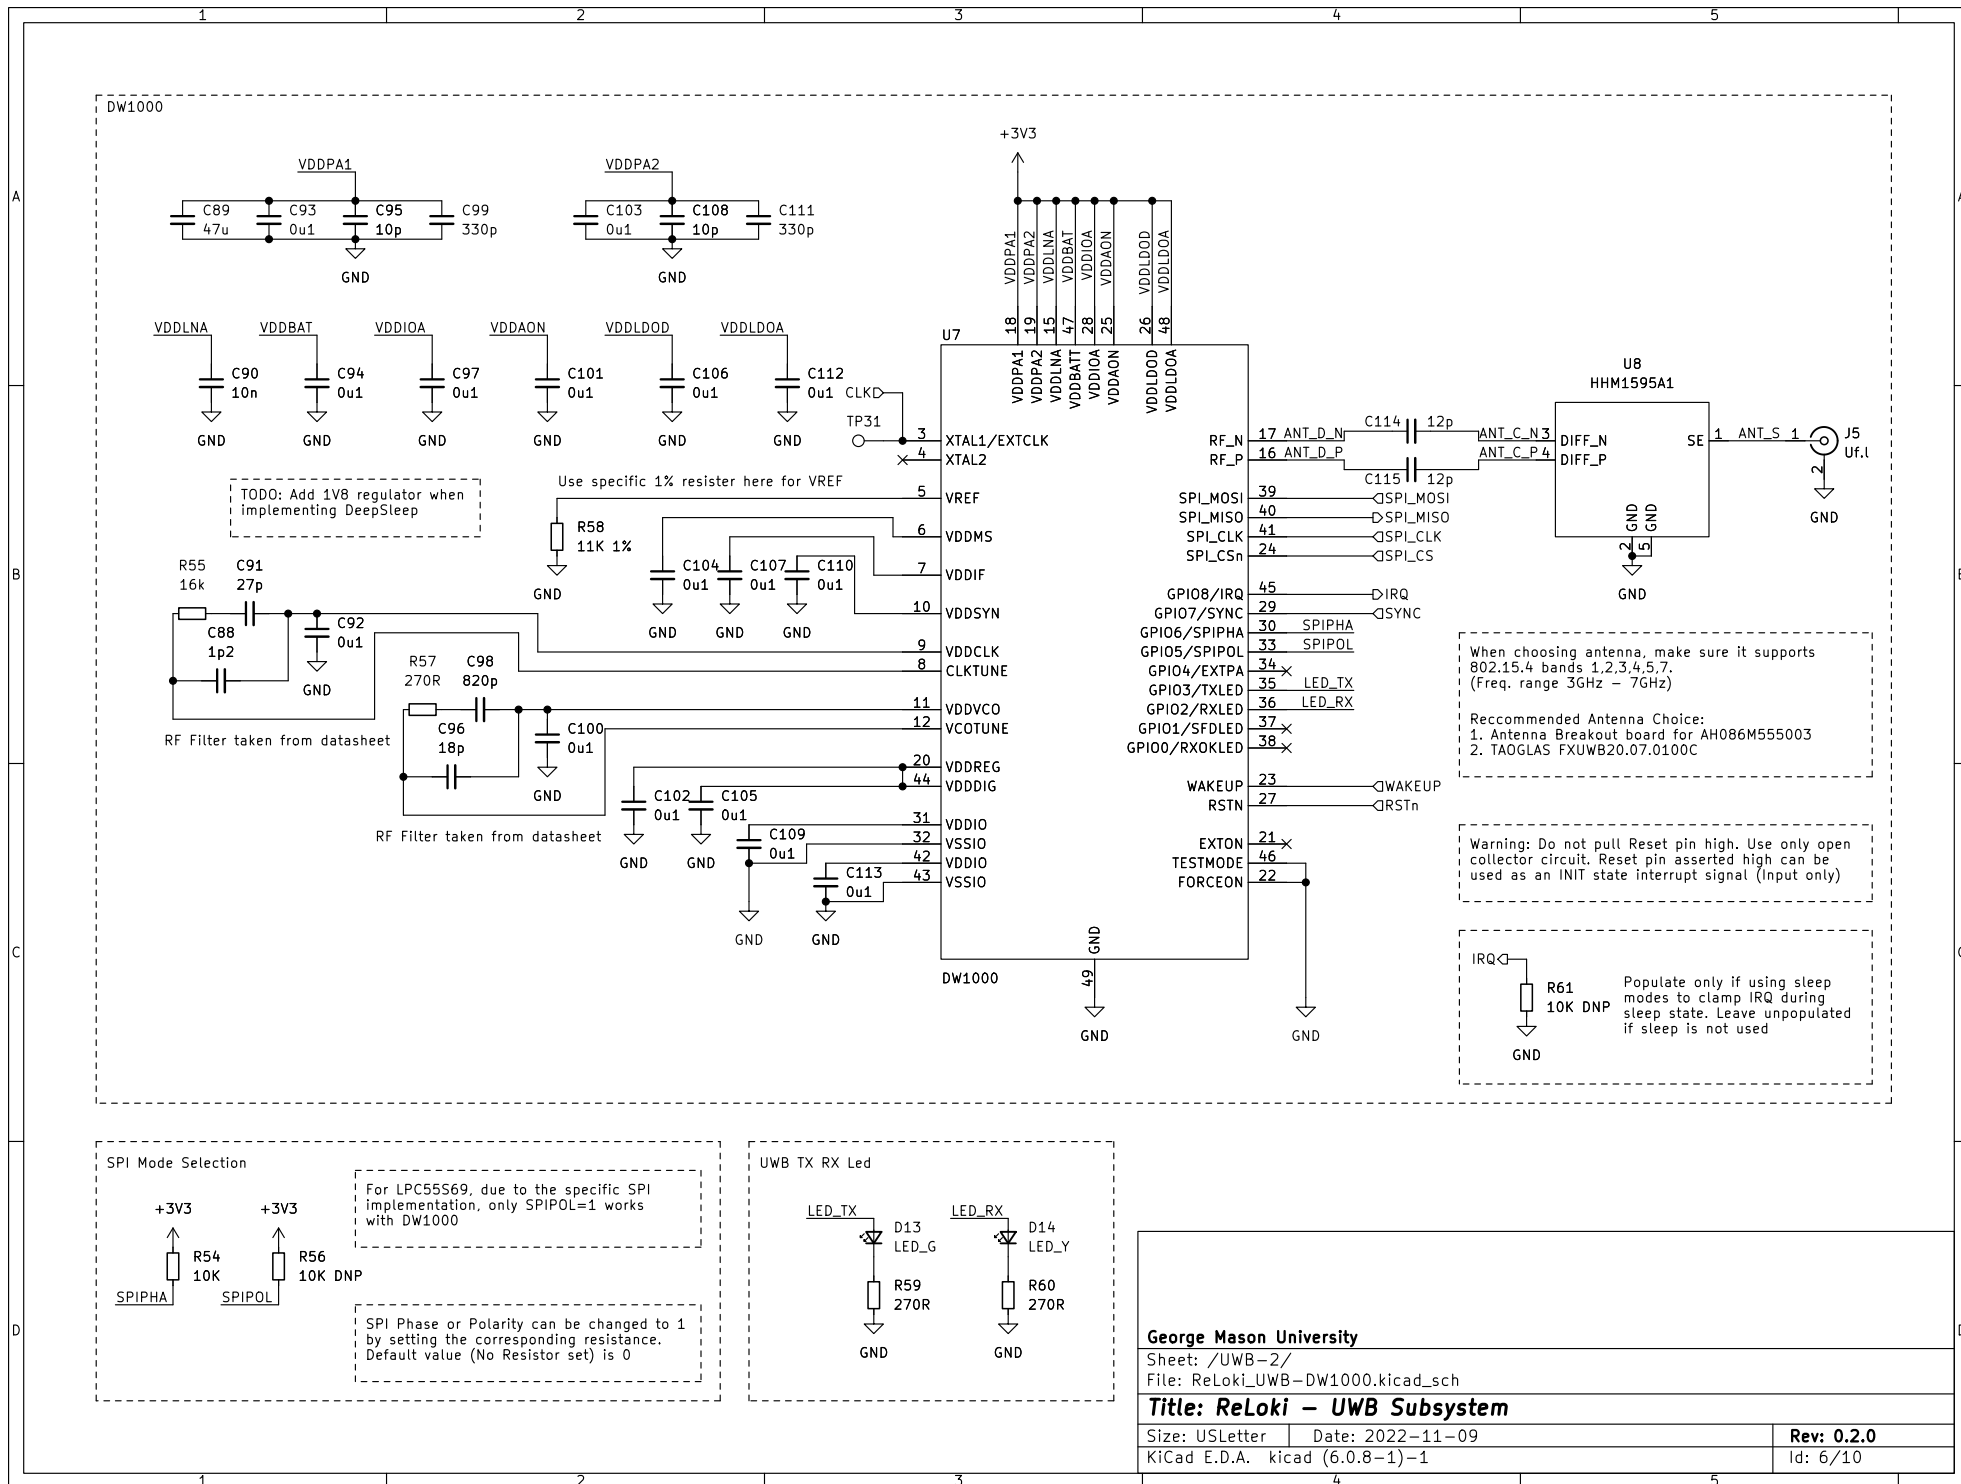 1 2 3 4 5
A
B
C
D
DW1000
VDDPA1
C89
47u
C93
0u1
C95
10p
C99
330p
GND
VDDPA2
C103
0u1
C108
10p
C111
330p
GND
VDDLNA
C90
10n
GND
VDDBAT
C94
0u1
GND
VDDIOA
C97
0u1
GND
VDDAON
C101
0u1
GND
VDDLDOD
C106
0u1
GND
VDDLDOA
C112
0u1
GND
CLK
TP31
+3V3
VDDPA1
VDDPA2
VDDLNA
VDDBAT
VDDIOA
VDDAON
VDDLDOD
VDDLDOA
18
19
15
47
28
25
26
48
U7
VDDPA1
VDDPA2
VDDLNA
VDDBATT
VDDIOA
VDDAON
VDDLDOD
VDDLDOA
3 XTAL1/EXTCLK
4 XTAL2
5 VREF
6 VDDMS
7 VDDIF
10 VDDSYN
9 VDDCLK
8 CLKTUNE
11 VDDVCO
12 VCOTUNE
20 VDDREG
44 VDDDIG
31 VDDIO
32 VSSIO
42 VDDIO
43 VSSIO
RF_N 17 ANT_D_N
RF_P 16 ANT_D_P
SPI_MOSI 39 SPI_MOSI
SPI_MISO 40 SPI_MISO
SPI_CLK 41 SPI_CLK
SPI_CSn 24 SPI_CS
GPIO8/IRQ 45 IRQ
GPIO7/SYNC 29 SYNC
GPIO6/SPIPHA 30 SPIPHA
GPIO5/SPIPOL 33 SPIPOL
GPIO4/EXTPA 34
GPIO3/TXLED 35 LED_TX
GPIO2/RXLED 36 LED_RX
GPIO1/SFDLED 37
GPIO0/RXOKLED 38
WAKEUP 23 WAKEUP
RSTN 27 RSTn
EXTON 21
TESTMODE 46
FORCEON 22
GND
49
DW1000
GND
GND
C114 12p
C115 12p
ANT_C_N 3 DIFF_N
ANT_C_P 4 DIFF_P
U8
HHM1595A1
SE 1 ANT_S 1
GND
GND
2
5
GND
J5
Uf.l
2
GND
TODO: Add 1V8 regulator when
implementing DeepSleep
Use specific 1% resister here for VREF
R58
11K 1%
GND
C104
0u1
GND
C107
0u1
GND
C110
0u1
GND
R55
16k
C91
27p
C88
1p2
C92
0u1
GND
RF Filter taken from datasheet
R57
270R
C98
820p
C96
18p
C100
0u1
GND
RF Filter taken from datasheet
C102
0u1
GND
C105
0u1
GND
C109
0u1
GND
C113
0u1
GND
When choosing antenna, make sure it supports
802.15.4 bands 1,2,3,4,5,7.
(Freq. range 3GHz – 7GHz)
Reccommended Antenna Choice:
1. Antenna Breakout board for AH086M555003
2. TAOGLAS FXUWB20.07.0100C
Warning: Do not pull Reset pin high. Use only open
collector circuit. Reset pin asserted high can be
used as an INIT state interrupt signal (Input only)
IRQ
R61
10K DNP
GND
Populate only if using sleep
modes to clamp IRQ during
sleep state. Leave unpopulated
if sleep is not used
SPI Mode Selection
+3V3
R54
10K
SPIPHA
+3V3
R56
10K DNP
SPIPOL
For LPC55S69, due to the specific SPI
implementation, only SPIPOL=1 works
with DW1000
SPI Phase or Polarity can be changed to 1
by setting the corresponding resistance.
Default value (No Resistor set) is 0
UWB TX RX Led
LED_TX
D13
LED_G
R59
270R
GND
LED_RX
D14
LED_Y
R60
270R
GND
George Mason University
Sheet: /UWB-2/
File: ReLoki_UWB-DW1000.kicad_sch
Title: ReLoki – UWB Subsystem
Size: USLetter Date: 2022-11-09 Rev: 0.2.0
KiCad E.D.A. kicad (6.0.8-1)-1 Id: 6/10
1 2 3 4 5